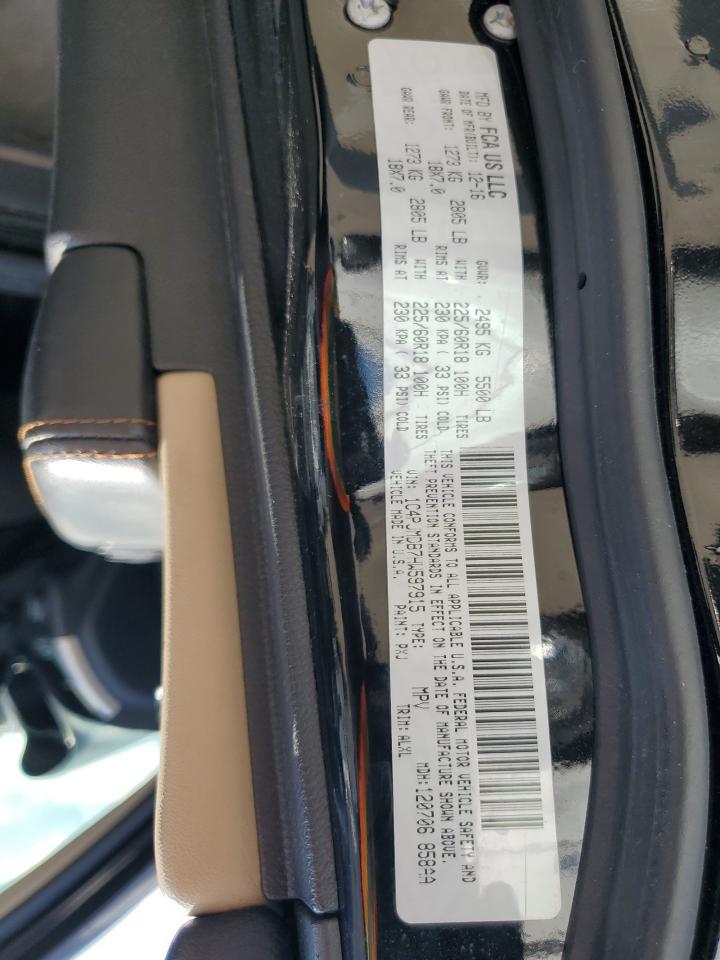 MFD BY FCA US LLC
DATE OF MFR(BUILT): 12-16 GVWR: 2495 KG 5500 LB
GAWR FRONT: 1273 KG 2805 LB WITH 225/60R18 100H TIRES
18X7.0 RIMS AT 230 KPA ( 33 PSI) COLD
GAWR REAR: 1273 KG 2805 LB WITH 225/60R18 100H TIRES
18X7.0 RIMS AT 230 KPA ( 33 PSI) COLD
THIS VEHICLE CONFORMS TO ALL APPLICABLE U.S.A. FEDERAL MOTOR VEHICLE SAFETY AND
THEFT PREVENTION STANDARDS IN EFFECT ON THE DATE OF MANUFACTURE SHOWN ABOVE.
VIN: 1C4PJMDB7HW597915 TYPE: MPV MDH:120706 858AA
VEHICLE MADE IN U.S.A. PAINT: PXJ TRIM:ALXL